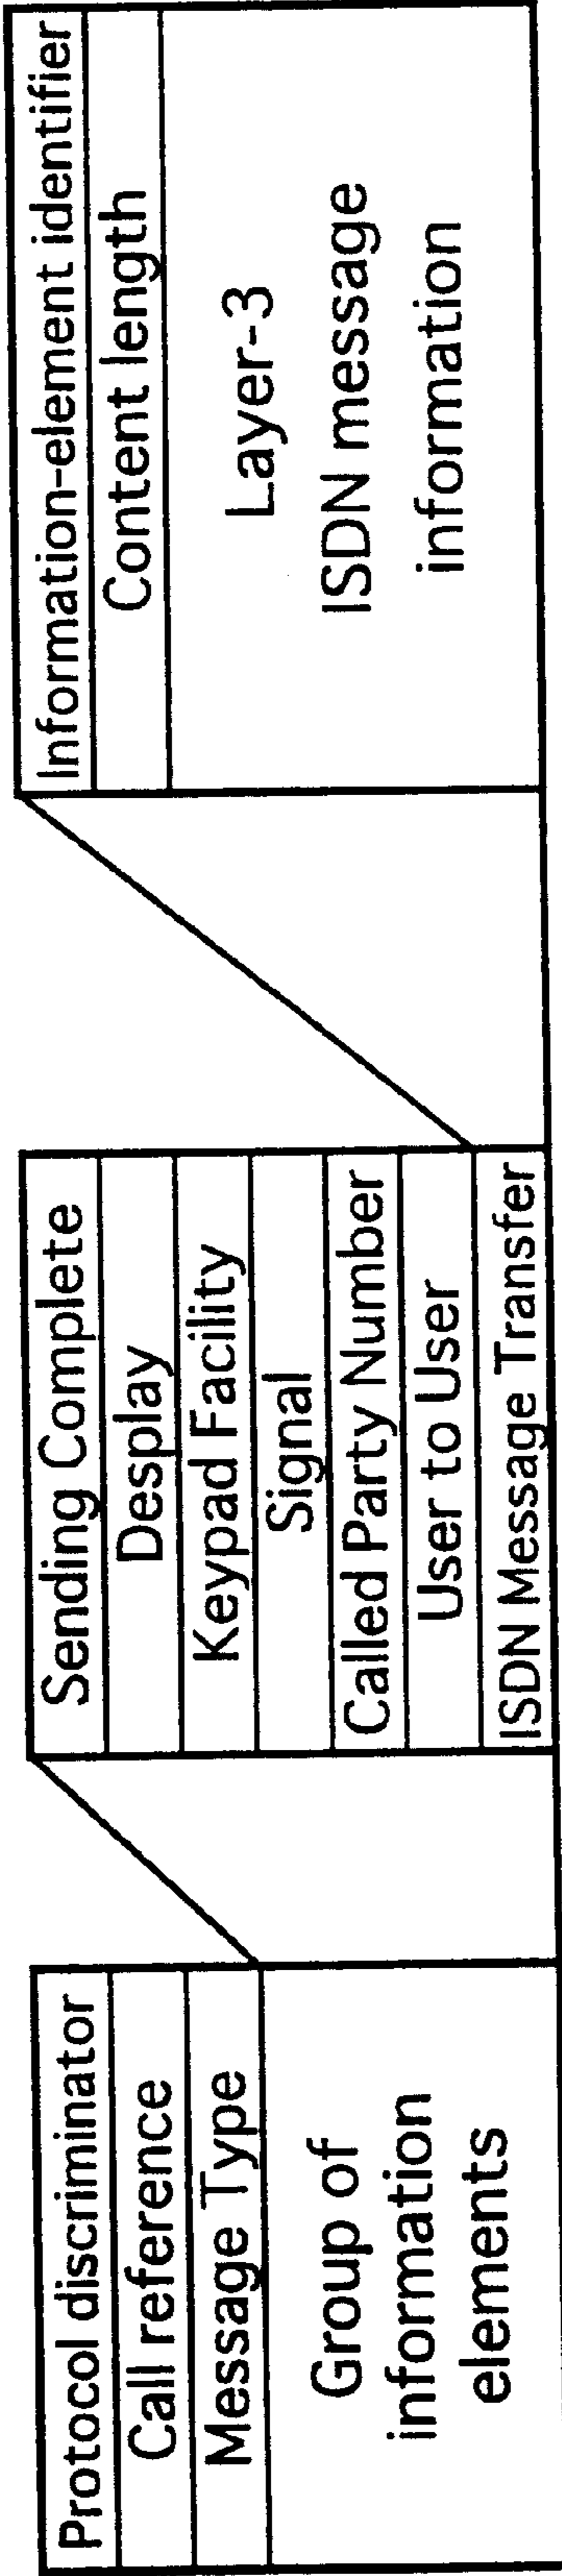 Protocol discriminator
Call reference
Message Type
Group of
information
elements
Sending Complete
Desplay
Keypad Facility
Signal
Called Party Number
User to User
ISDN Message Transfer
Information-element identifier
Content length
Layer-3
ISDN message
information